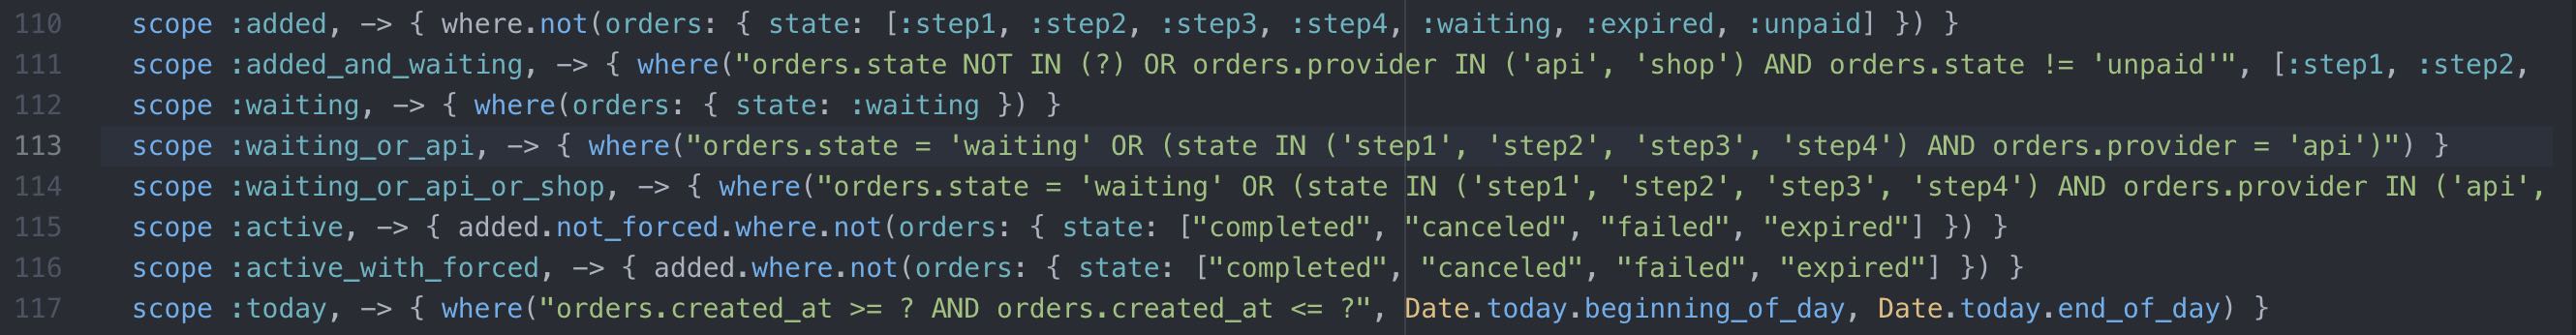 110 scope :added, -> { where.not(orders: { state: [:step1, :step2, :step3, :step4, :waiting, :expired, :unpaid] }) }
111 scope :added_and_waiting, -> { where("orders.state NOT IN (?) OR orders.provider IN ('api', 'shop') AND orders.state != 'unpaid'", [:step1, :step2,
112 scope :waiting, -> { where(orders: { state: :waiting }) }
113 scope :waiting_or_api, -> { where("orders.state = 'waiting' OR (state IN ('step1', 'step2', 'step3', 'step4') AND orders.provider = 'api')") }
114 scope :waiting_or_api_or_shop, -> { where("orders.state = 'waiting' OR (state IN ('step1', 'step2', 'step3', 'step4') AND orders.provider IN ('api',
115 scope :active, -> { added.not_forced.where.not(orders: { state: ["completed", "canceled", "failed", "expired"] }) }
116 scope :active_with_forced, -> { added.where.not(orders: { state: ["completed", "canceled", "failed", "expired"] }) }
117 scope :today, -> { where("orders.created_at >= ? AND orders.created_at <= ?", Date.today.beginning_of_day, Date.today.end_of_day) }